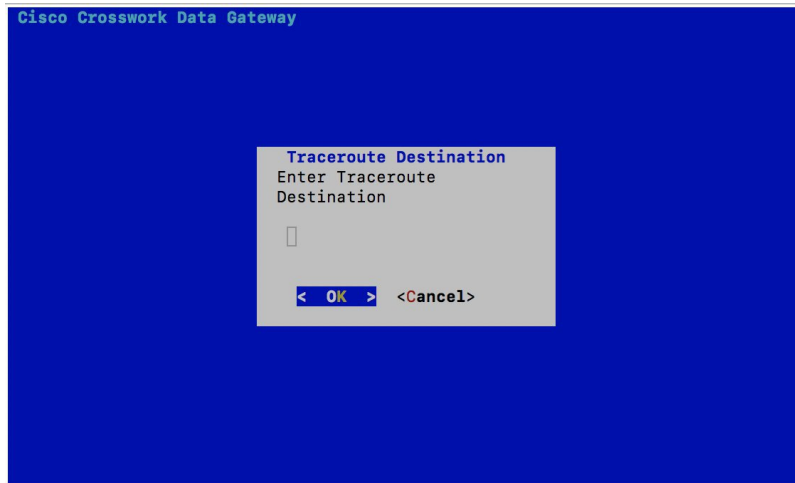 Cisco Crosswork Data Gateway
Traceroute Destination
Enter Traceroute
Destination
< OK > <Cancel>